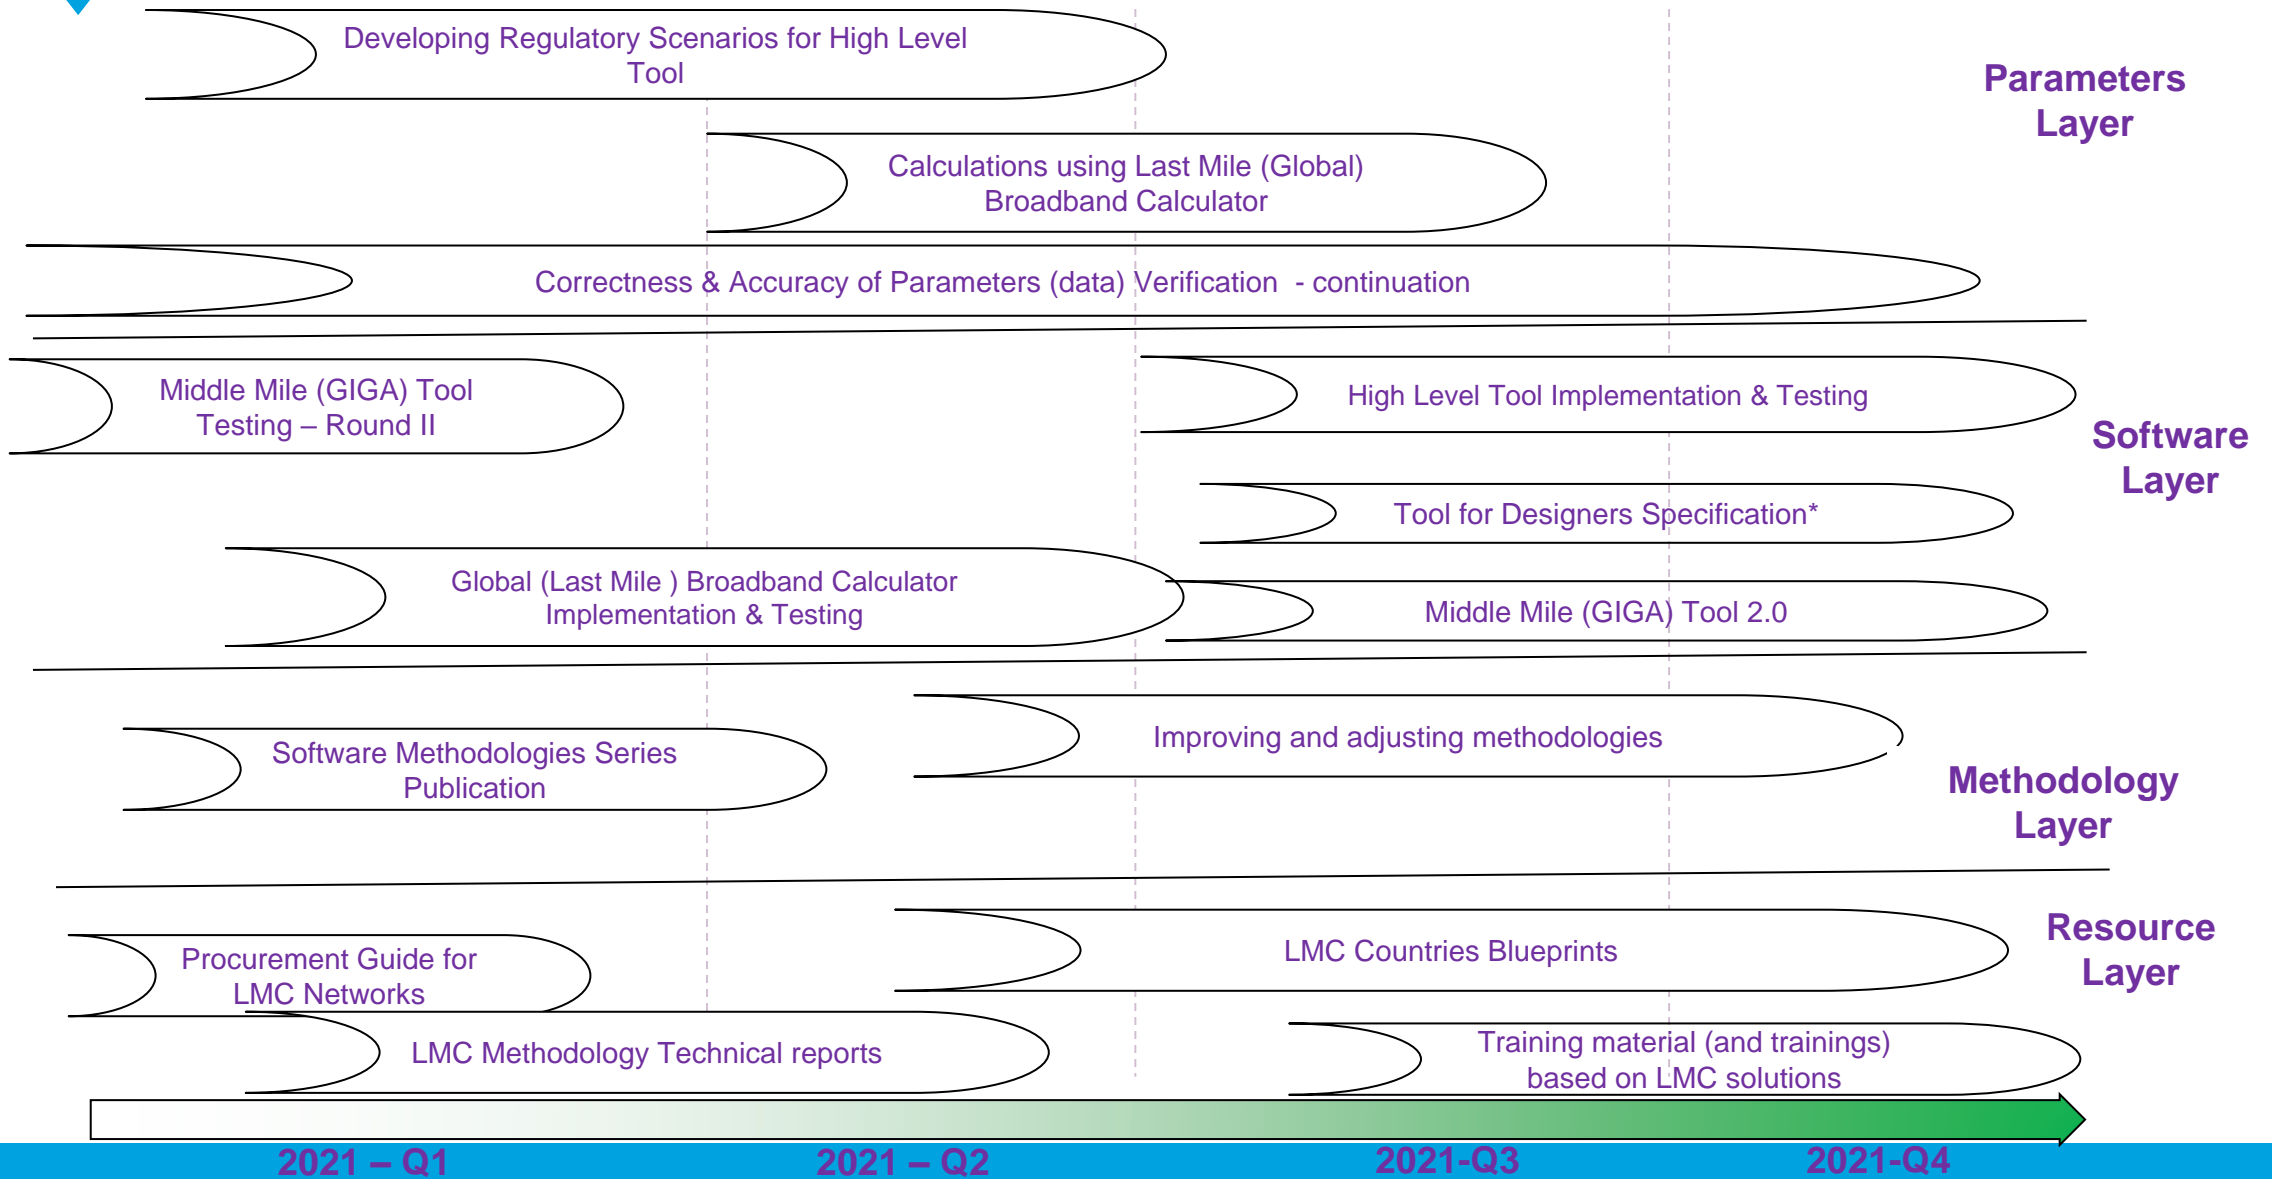 Developing Regulatory Scenarios for High Level
Tool
Parameters
Layer
Calculations using Last Mile (Global)
Broadband Calculator
Correctness & Accuracy of Parameters (data) Verification  - continuation
Middle Mile (GIGA) Tool
Testing – Round II
High Level Tool Implementation & Testing
Software
Layer
Tool for Designers Specification*
Global (Last Mile ) Broadband Calculator
Implementation & Testing
Middle Mile (GIGA) Tool 2.0
Software Methodologies Series
Publication
Improving and adjusting methodologies
Methodology
Layer
Procurement Guide for
LMC Networks
LMC Countries Blueprints
Resource
Layer
LMC Methodology Technical reports
Training material (and trainings)
based on LMC solutions
2021 – Q1
2021 – Q2
2021-Q3
2021-Q4